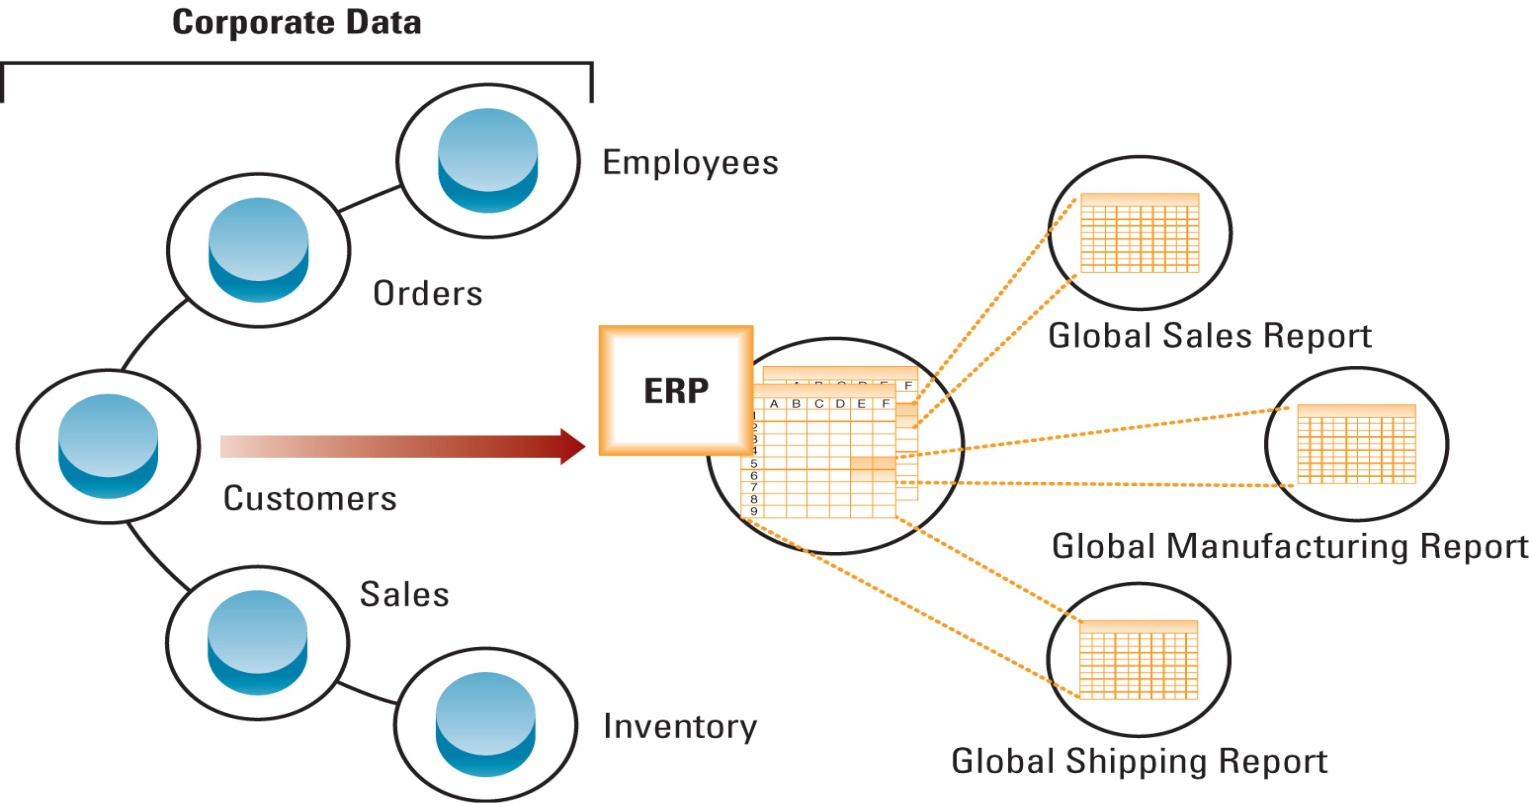 Corporate Data
Employees
Orders
Customers
Sales
Inventory
ERP
A B C D E F
A B C D E F
1
2
3
4
5
6
7
8
9
Global Sales Report
Global Manufacturing Report
Global Shipping Report